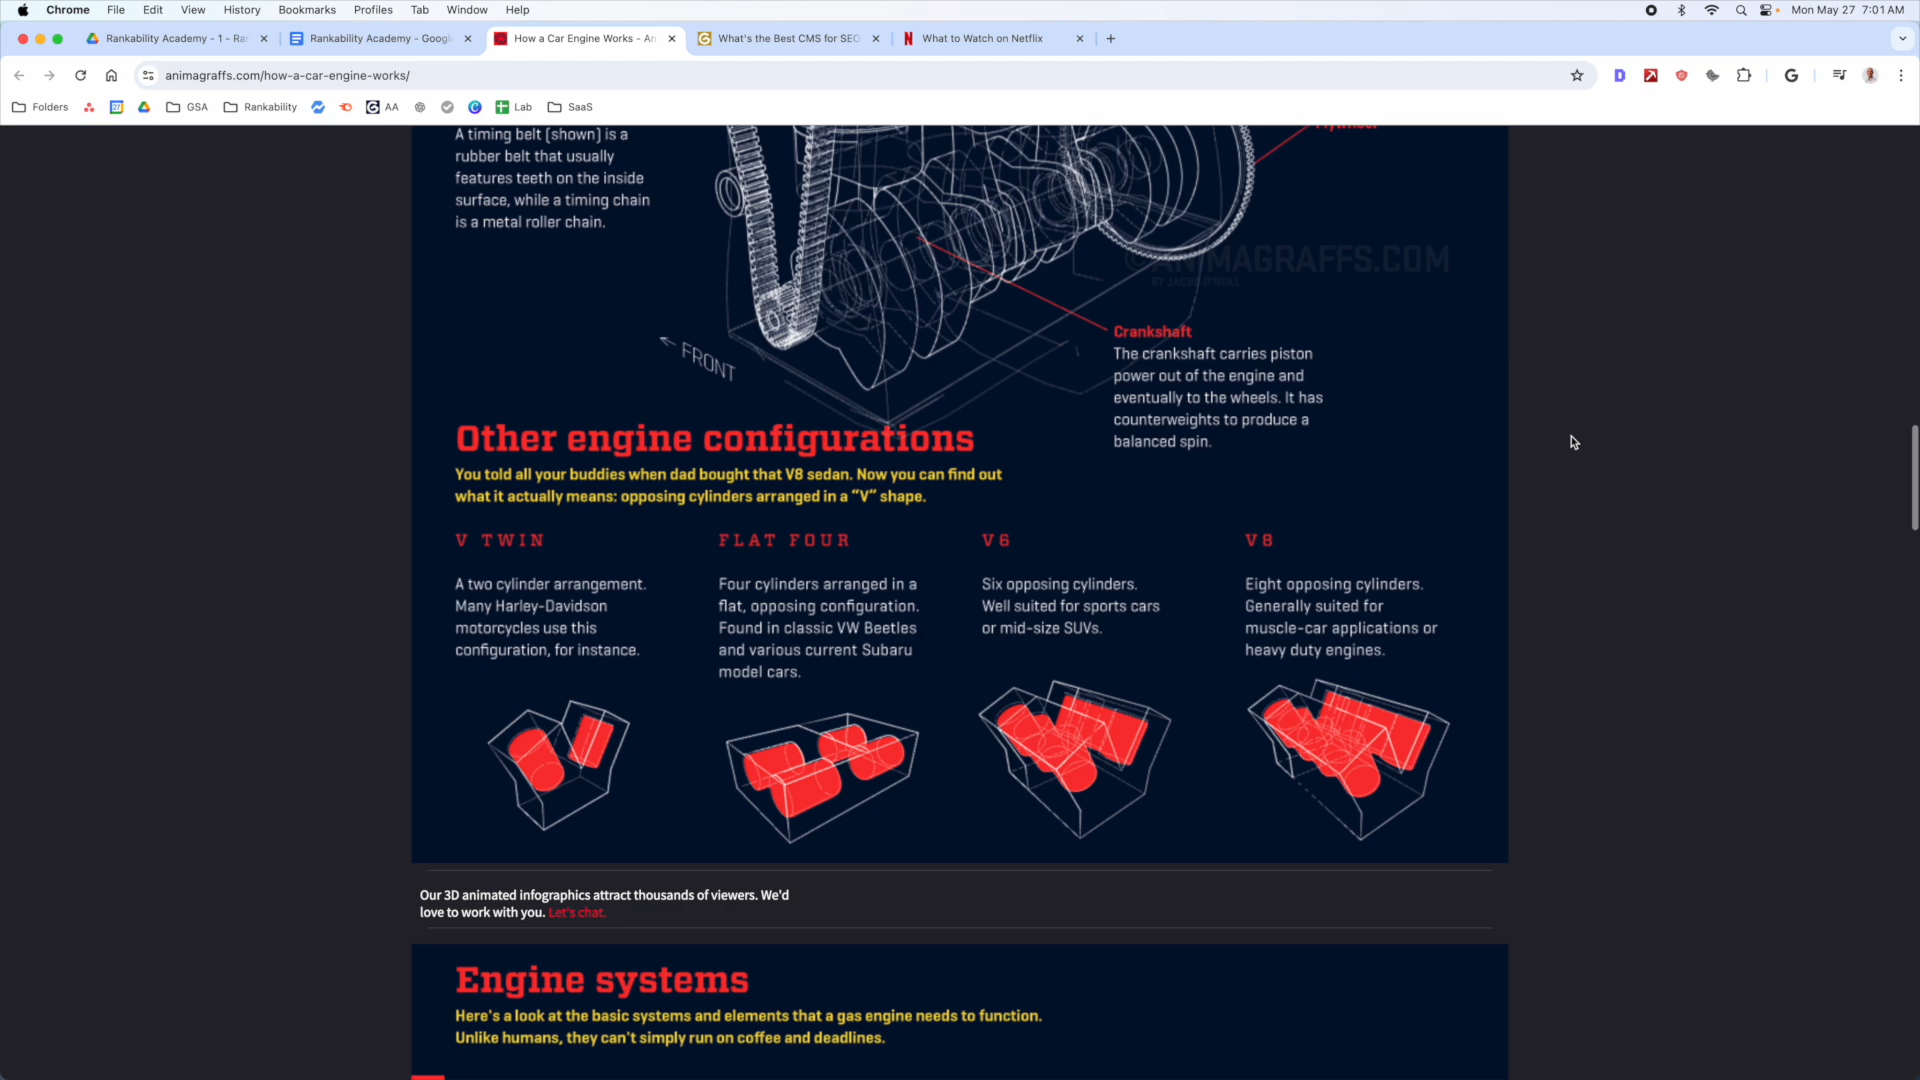 Chrome File Edit View History Bookmarks Profiles Tab Window Help
Mon May 27 7:01 AM
Rankability Academy - 1 - Ra
Rankability Academy - Googl
How a Car Engine Works - An
What's the Best CMS for SEO
What to Watch on Netflix
animagraffs.com/how-a-car-engine-works/
Folders
27
GSA
Rankability
AA
Lab
SaaS
A timing belt (shown) is a
rubber belt that usually
features teeth on the inside
surface, while a timing chain
is a metal roller chain.
Flywheel
©ANIMAGRAFFS.COM
BY JACOB O'NEAL
← FRONT
Crankshaft
The crankshaft carries piston
power out of the engine and
eventually to the wheels. It has
counterweights to produce a
balanced spin.
Other engine configurations
You told all your buddies when dad bought that V8 sedan. Now you can find out
what it actually means: opposing cylinders arranged in a “V” shape.
V TWIN
A two cylinder arrangement.
Many Harley-Davidson
motorcycles use this
configuration, for instance.
FLAT FOUR
Four cylinders arranged in a
flat, opposing configuration.
Found in classic VW Beetles
and various current Subaru
model cars.
V6
Six opposing cylinders.
Well suited for sports cars
or mid-size SUVs.
V8
Eight opposing cylinders.
Generally suited for
muscle-car applications or
heavy duty engines.
Our 3D animated infographics attract thousands of viewers. We'd
love to work with you. Let's chat.
Engine systems
Here's a look at the basic systems and elements that a gas engine needs to function.
Unlike humans, they can't simply run on coffee and deadlines.